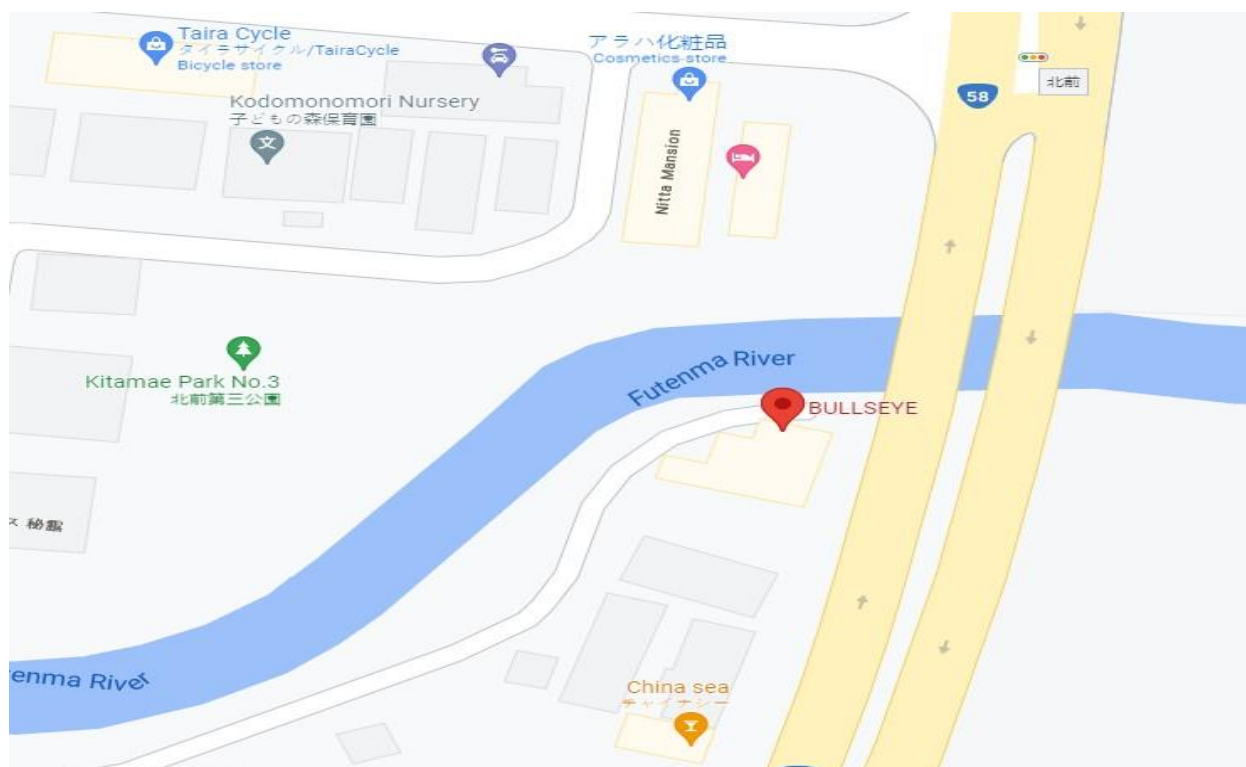 Taira Cycle
タイラサイクル/TairaCycle
Bicycle store
アラハ化粧品
Cosmetics store
58
北前
Kodomonomori Nursery
子どもの森保育園
文
Nitta Mansion
Kitamae Park No.3
北前第三公園
Futenma River
BULLSEYE
enma River
China sea
チャイナシー